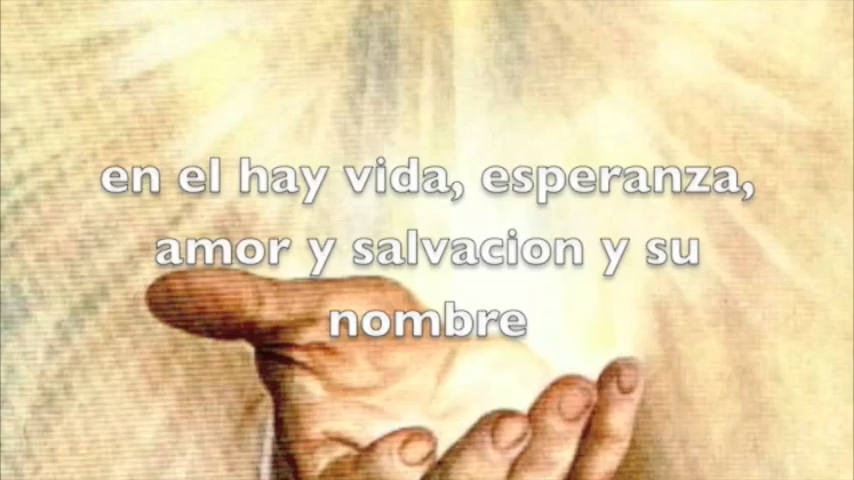 en el hay vida, esperanza,
amor y salvacion y su
nombre